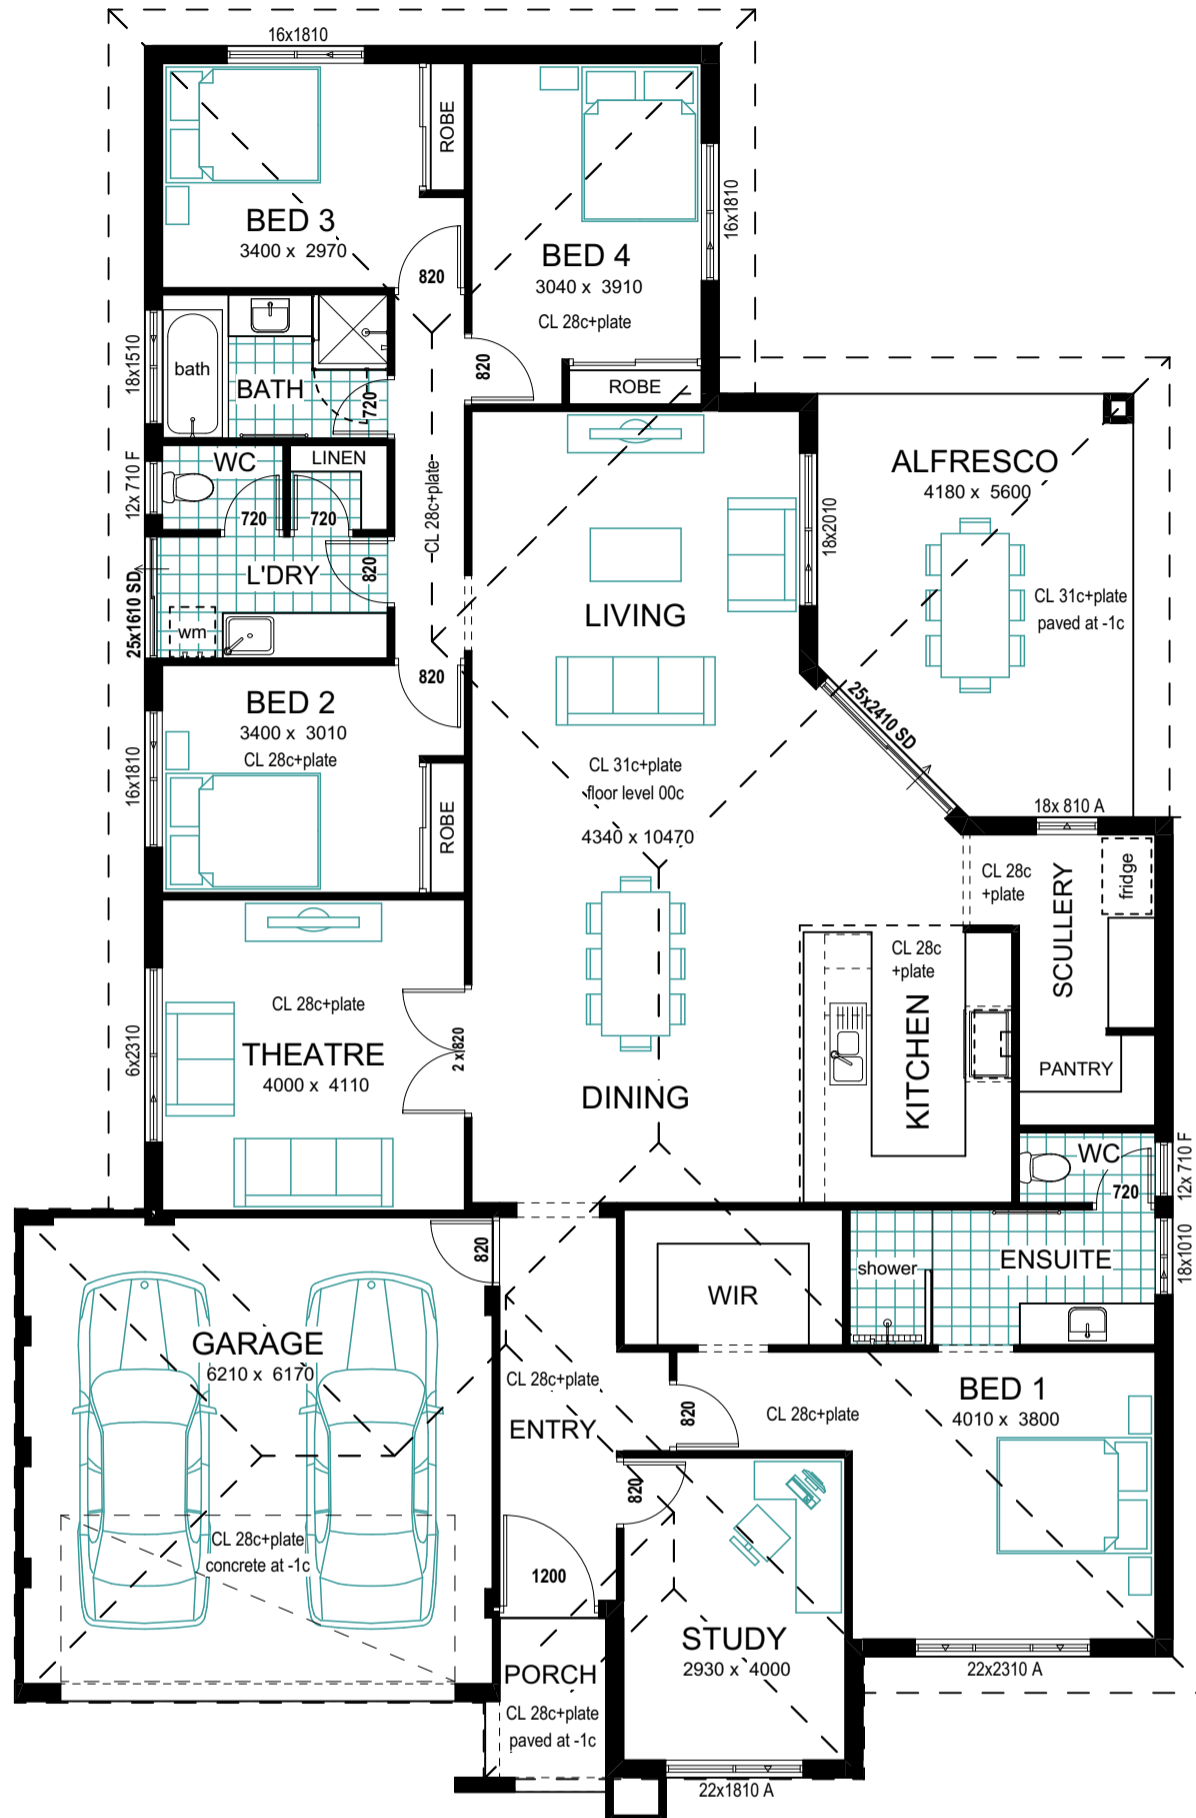 16x1810
ROBE
BED 3
3400 x 2970
820
BED 4
3040 x 3910
CL 28c+plate
16x1810
820
ROBE
18x1510
bath
BATH
720
12x 710 F
WC
LINEN
720
720
CL 28c+plate
L'DRY
820
25x1610 SD
wm
ALFRESCO
4180 x 5600
18x2010
CL 31c+plate
paved at -1c
LIVING
820
BED 2
3400 x 3010
CL 28c+plate
16x1810
ROBE
25x2410 SD
CL 31c+plate
floor level 00c
4340 x 10470
18x 810 A
CL 28c
+plate
fridge
SCULLERY
CL 28c
+plate
KITCHEN
PANTRY
CL 28c+plate
THEATRE
4000 x 4110
6x2310
2 x 820
DINING
WC
720
12x 710 F
820
shower
ENSUITE
18x1010
WIR
GARAGE
6210 x 6170
CL 28c+plate
ENTRY
820
CL 28c+plate
BED 1
4010 x 3800
820
CL 28c+plate
concrete at -1c
1200
STUDY
2930 x 4000
22x2310 A
PORCH
CL 28c+plate
paved at -1c
22x1810 A